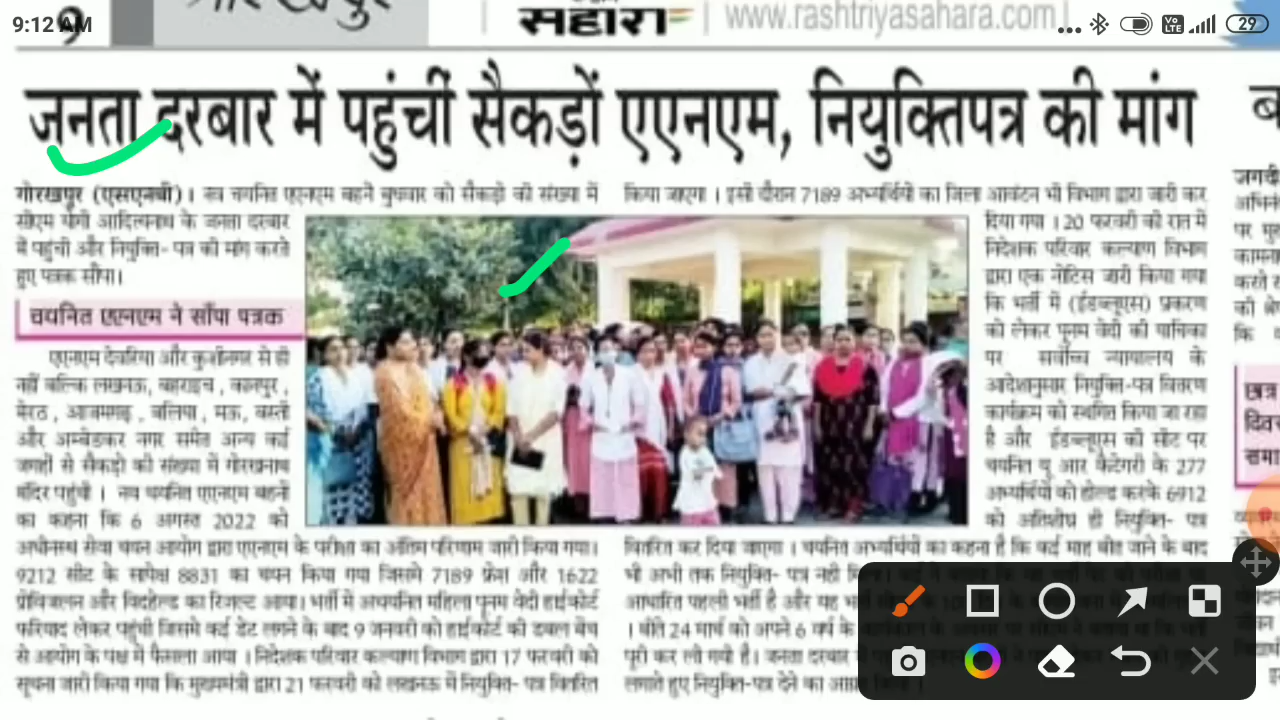 9:12 AM
9
गोरखपुर
सहारा
www.rashtriyasahara.com
29
जनता दरबार में पहुंचीं सैकड़ों एएनएम, नियुक्तिपत्र की मांग
गोरखपुर (एसएनबी)। नव चयनित एएनएम बहनें बुधवार को सैकड़ों की संख्या में
सीएम योगी आदित्यनाथ के जनता दरबार
में पहुंची और नियुक्ति- पत्र की मांग करते
हुए पत्रक सौंपा।
चयनित एएनएम ने सौंपा पत्रक
एएनएम देवरिया और कुशीनगर से ही
नहीं बल्कि लखनऊ, बहराइच , कानपुर ,
मेरठ , आजमगढ़ , बलिया , मऊ, बस्ती
और अम्बेडकर नगर समेत अन्य कई
जगहों से सैकड़ों की संख्या में गोरखनाथ
मंदिर पहुंची । नव चयनित एएनएम बहनें
का कहना कि 6 अगस्त 2022 को
अधीनस्थ सेवा चयन आयोग द्वारा एएनएम के परीक्षा का अंतिम परिणाम जारी किया गया।
9212 सीट के सापेक्ष 8831 का चयन किया गया जिसमे 7189 फ्रेश और 1622
प्रोविजनल और विदहेल्ड का रिजल्ट आया। भर्ती में अचयनित महिला पूनम वेदी हाईकोर्ट
फरियाद लेकर पहुंची जिसमे कई डेट लगने के बाद 9 जनवरी को हाईकोर्ट की डबल बेंच
से आयोग के पक्ष में फैसला आया । निदेशक परिवार कल्याण विभाग द्वारा 17 फरवरी को
सूचना जारी किया गया कि मुख्यमंत्री द्वारा 21 फरवरी को लखनऊ में नियुक्ति- पत्र वितरित
किया जाएगा । इसी दौरान 7189 अभ्यर्थियों का जिला आवंटन भी विभाग द्वारा जारी कर
दिया गया । 20 फरवरी की रात में
निदेशक परिवार कल्याण विभाग
द्वारा एक नोटिस जारी किया गया
कि भर्ती में (ईडब्लूएस) प्रकरण
को लेकर पूनम वेदी की याचिका
पर सर्वोच्च न्यायालय के
आदेशानुसार नियुक्ति-पत्र वितरण
कार्यक्रम को स्थगित किया जा रहा
है और ईडब्लूएस की सीट पर
चयनित यू आर कैटेगरी के 277
अभ्यर्थियों को होल्ड करके 6912
को अतिशीघ्र ही नियुक्ति- पत्र
वितरित कर दिया जाएगा । चयनित अभ्यर्थियों का कहना है कि कई माह बीत जाने के बाद
भी अभी तक नियुक्ति- पत्र नही
आधारित पहली भर्ती है और यह
। बीते 24 मार्च को अपने 6 वर्ष के
पूरी कर ली गयी है। जनता दरबार
लगाते हुए नियुक्ति-पत्र देने का
छात्र